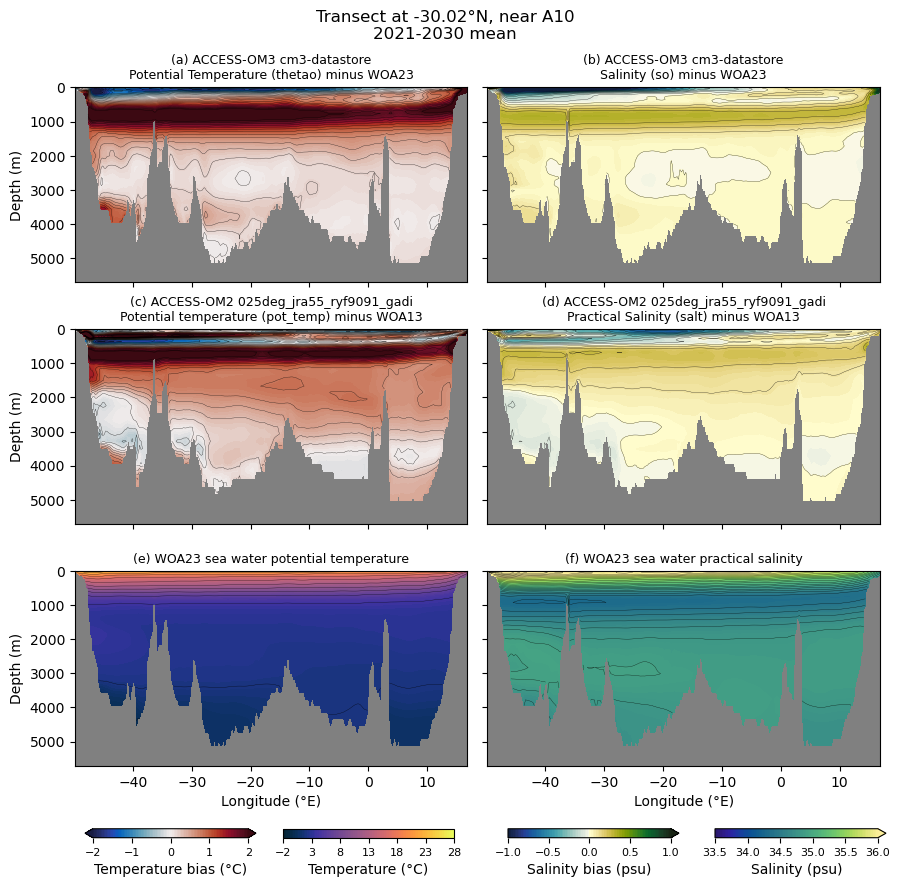 Transect at -30.02°N, near A10
2021-2030 mean
(a) ACCESS-OM3 cm3-datastore
Potential Temperature (thetao) minus WOA23
(b) ACCESS-OM3 cm3-datastore
Salinity (so) minus WOA23
0
1000
2000
3000
4000
5000
Depth (m)
(c) ACCESS-OM2 025deg_jra55_ryf9091_gadi
Potential temperature (pot_temp) minus WOA13
(d) ACCESS-OM2 025deg_jra55_ryf9091_gadi
Practical Salinity (salt) minus WOA13
0
1000
2000
3000
4000
5000
Depth (m)
(e) WOA23 sea water potential temperature
(f) WOA23 sea water practical salinity
0
1000
2000
3000
4000
5000
Depth (m)
−40 −30 −20 −10 0 10
Longitude (°E)
−40 −30 −20 −10 0 10
Longitude (°E)
−2 −1 0 1 2
Temperature bias (°C)
−2 3 8 13 18 23 28
Temperature (°C)
−1.0 −0.5 0.0 0.5 1.0
Salinity bias (psu)
33.5 34.0 34.5 35.0 35.5 36.0
Salinity (psu)